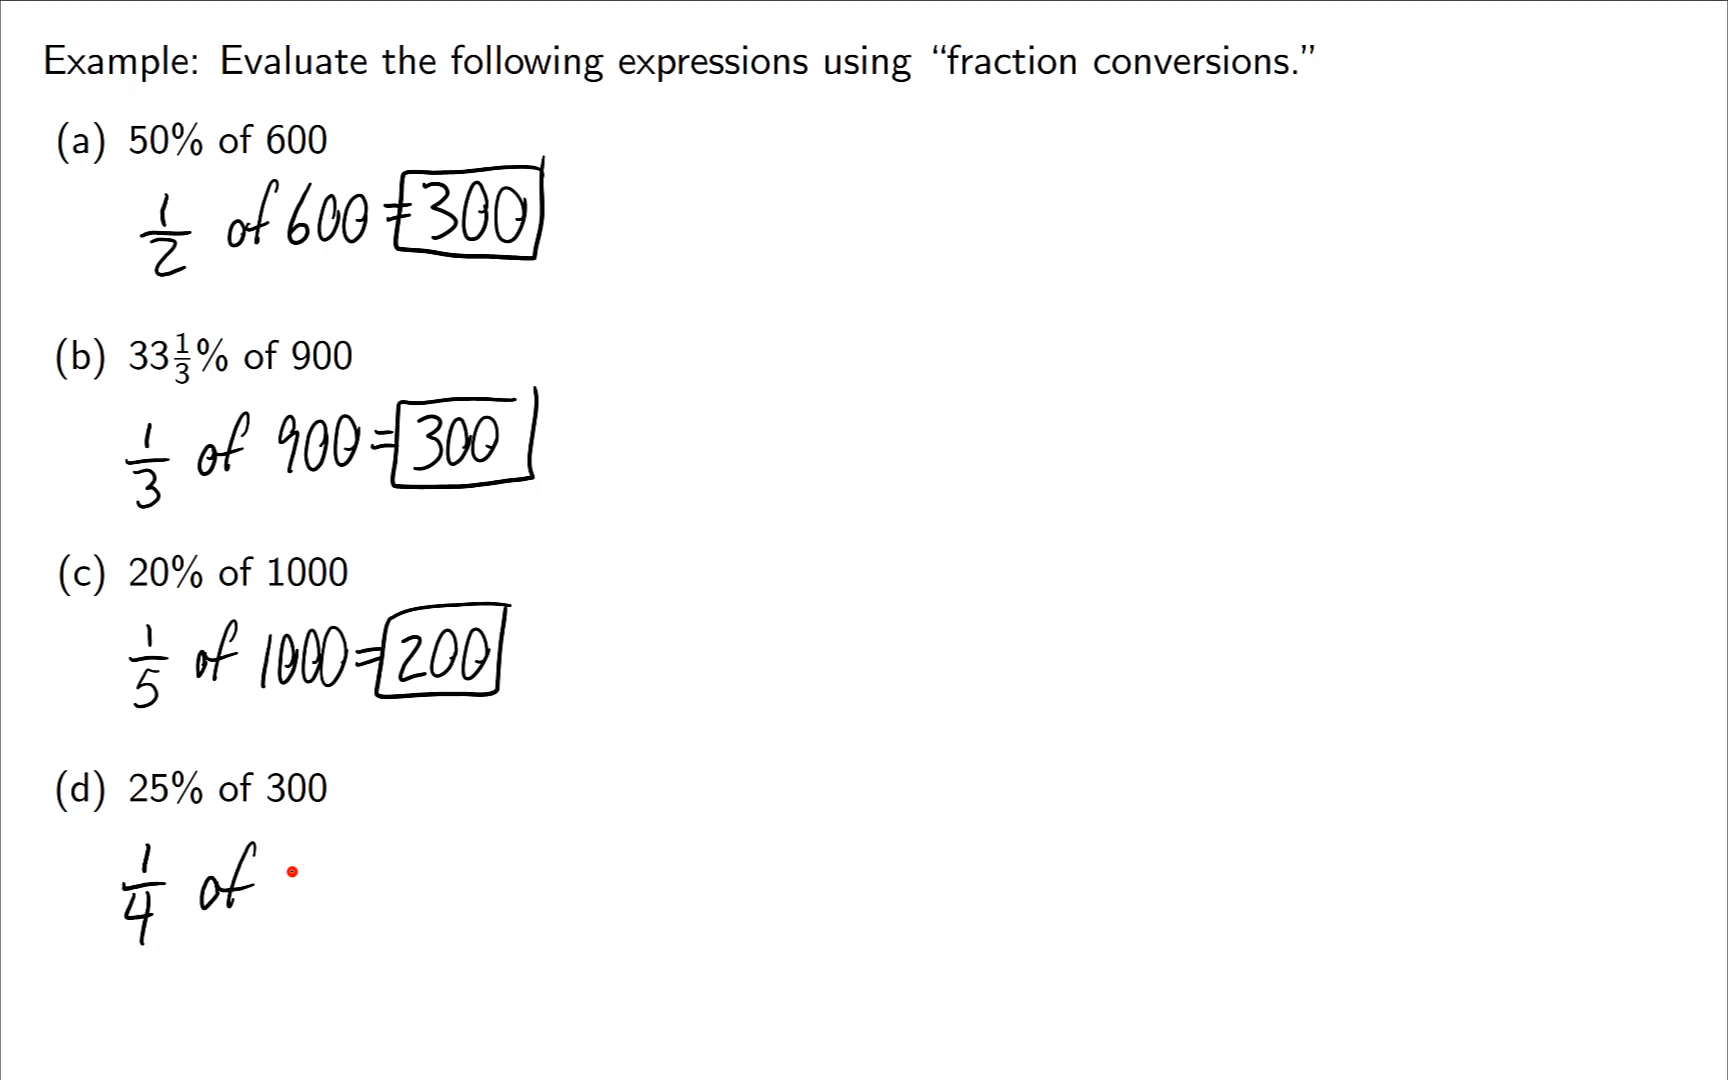 Example: Evaluate the following expressions using “fraction conversions.”
(a) 50% of 600
1/2 of 600 = 300
(b) 33 1/3% of 900
1/3 of 900 = 300
(c) 20% of 1000
1/5 of 1000 = 200
(d) 25% of 300
1/4 of